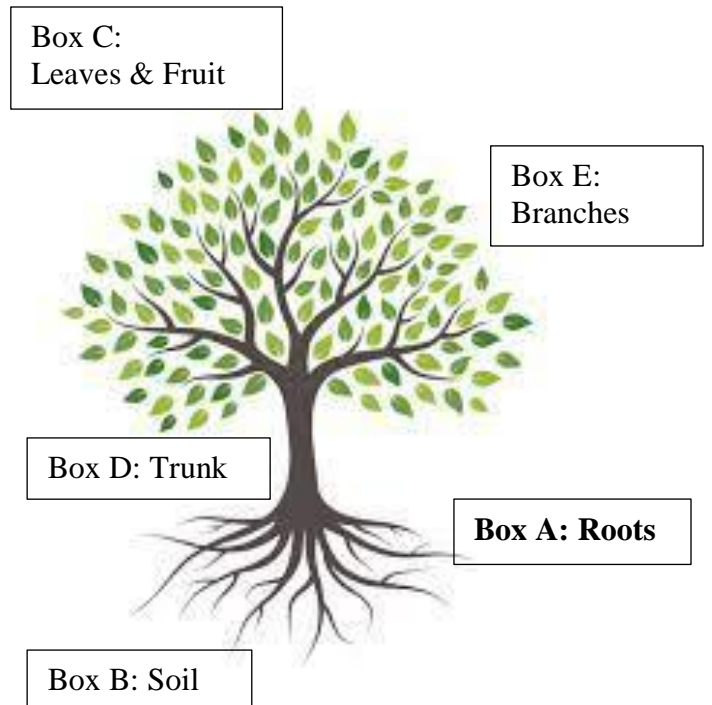 Box C:
Leaves & Fruit
Box E:
Branches
Box D: Trunk
Box A: Roots
Box B: Soil